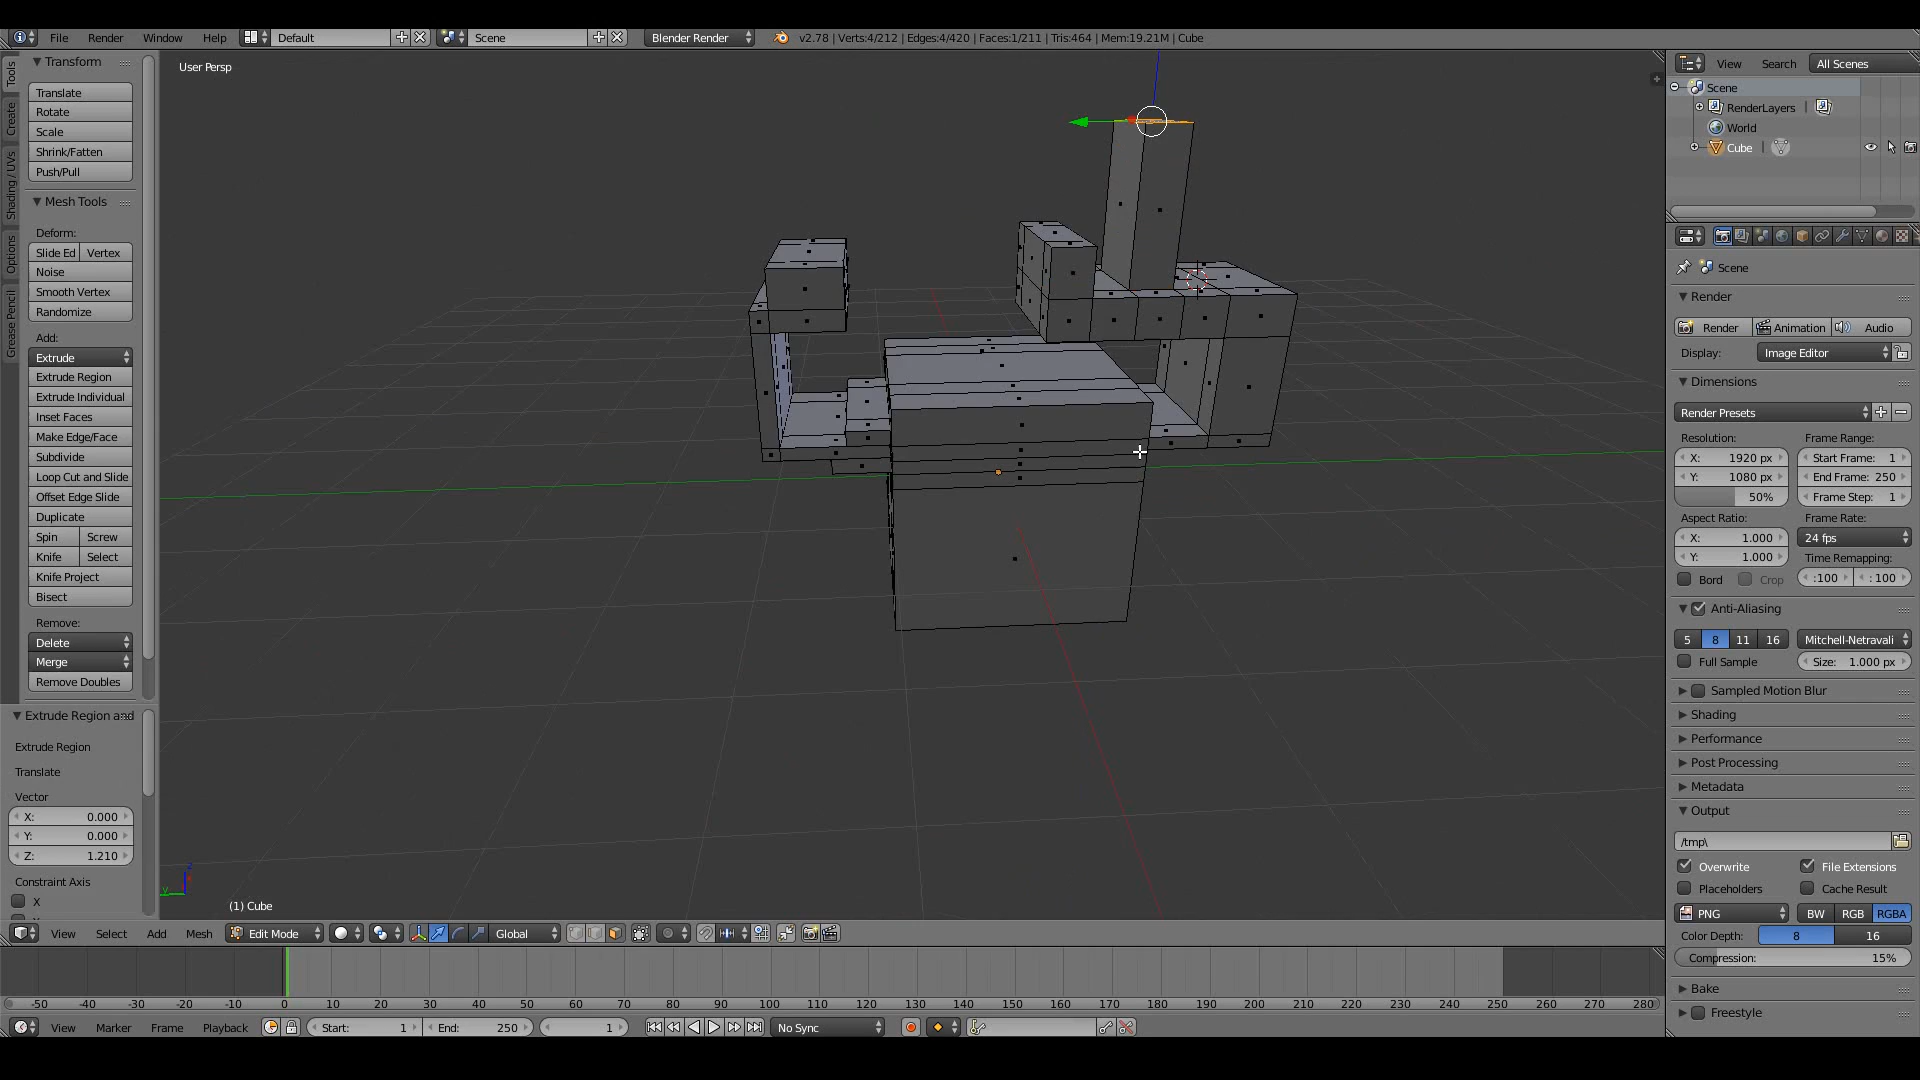 File Render Window Help Default Scene Blender Render v2.78 | Verts:4/212 | Edges:4/420 | Faces:1/211 | Tris:464 | Mem:19.21M | Cube
User Persp
Tools
Create
Shading / UVs
Options
Grease Pencil
Transform
Translate
Rotate
Scale
Shrink/Fatten
Push/Pull
Mesh Tools
Deform:
Slide Ed Vertex
Noise
Smooth Vertex
Randomize
Add:
Extrude
Extrude Region
Extrude Individual
Inset Faces
Make Edge/Face
Subdivide
Loop Cut and Slide
Offset Edge Slide
Duplicate
Spin Screw
Knife Select
Knife Project
Bisect
Remove:
Delete
Merge
Remove Doubles
Extrude Region and
Extrude Region
Translate
Vector
X: 0.000
Y: 0.000
Z: 1.210
Constraint Axis
X
(1) Cube
View Select Add Mesh Edit Mode Global
-50 -40 -30 -20 -10 0 10 20 30 40 50 60 70 80 90 100 110 120 130 140 150 160 170 180 190 200 210 220 230 240 250 260 270 280
View Marker Frame Playback Start: 1 End: 250 1 No Sync
View Search All Scenes
Scene
RenderLayers |
World
Cube |
Scene
Render
Render Animation Audio
Display: Image Editor
Dimensions
Render Presets
Resolution: Frame Range:
X: 1920 px Start Frame: 1
Y: 1080 px End Frame: 250
50% Frame Step: 1
Aspect Ratio: Frame Rate:
X: 1.000 24 fps
Y: 1.000 Time Remapping:
Bord Crop :100 : 100
Anti-Aliasing
5 8 11 16 Mitchell-Netravali
Full Sample Size: 1.000 px
Sampled Motion Blur
Shading
Performance
Post Processing
Metadata
Output
/tmp\
Overwrite File Extensions
Placeholders Cache Result
PNG BW RGB RGBA
Color Depth: 8 16
Compression: 15%
Bake
Freestyle